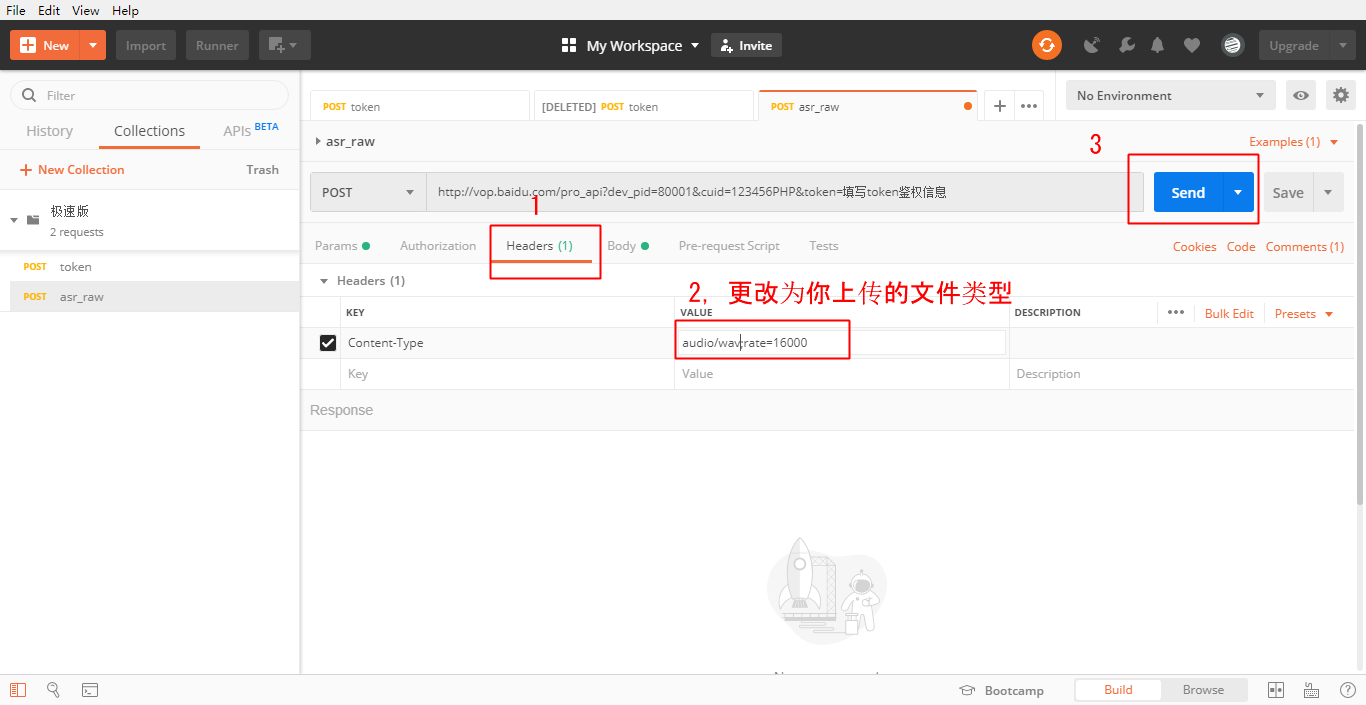 File Edit View Help
New Import Runner My Workspace Invite Upgrade
Filter
History Collections APIs BETA
New Collection Trash
极速版
2 requests
POST token
POST asr_raw
POST token [DELETED] POST token POST asr_raw No Environment
asr_raw 3 Examples (1)
POST http://vop.baidu.com/pro_api?dev_pid=80001&cuid=123456PHP&token=填写token鉴权信息 Send Save
1
Params Authorization Headers (1) Body Pre-request Script Tests Cookies Code Comments (1)
Headers (1)
2, 更改为你上传的文件类型
KEY VALUE DESCRIPTION Bulk Edit Presets
Content-Type audio/wav;rate=16000
Key Value Description
Response
Bootcamp Build Browse